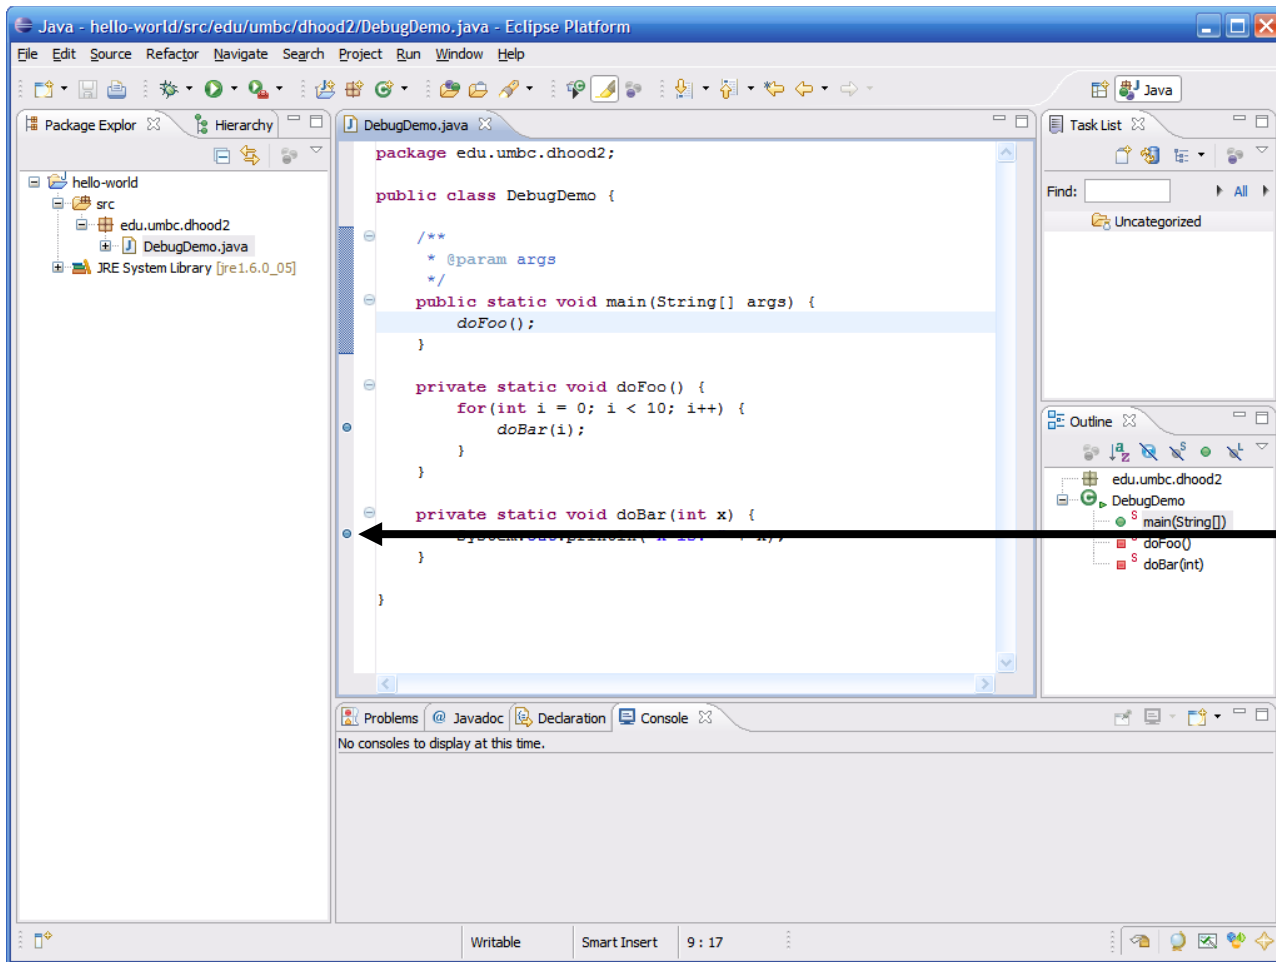 Java - hello-world/src/edu/umbc/dhood2/DebugDemo.java - Eclipse Platform
File Edit Source Refactor Navigate Search Project Run Window Help
Java
Package Explor
Hierarchy
hello-world
src
edu.umbc.dhood2
DebugDemo.java
JRE System Library [jre1.6.0_05]
DebugDemo.java
package edu.umbc.dhood2;
public class DebugDemo {
/**
* @param args
*/
public static void main(String[] args) {
doFoo();
}
private static void doFoo() {
for(int i = 0; i < 10; i++) {
doBar(i);
}
}
private static void doBar(int x) {
}
}
Task List
Find:
All
Uncategorized
Outline
edu.umbc.dhood2
DebugDemo
main(String[])
doFoo()
doBar(int)
Problems
@ Javadoc
Declaration
Console
No consoles to display at this time.
Writable
Smart Insert
9 : 17